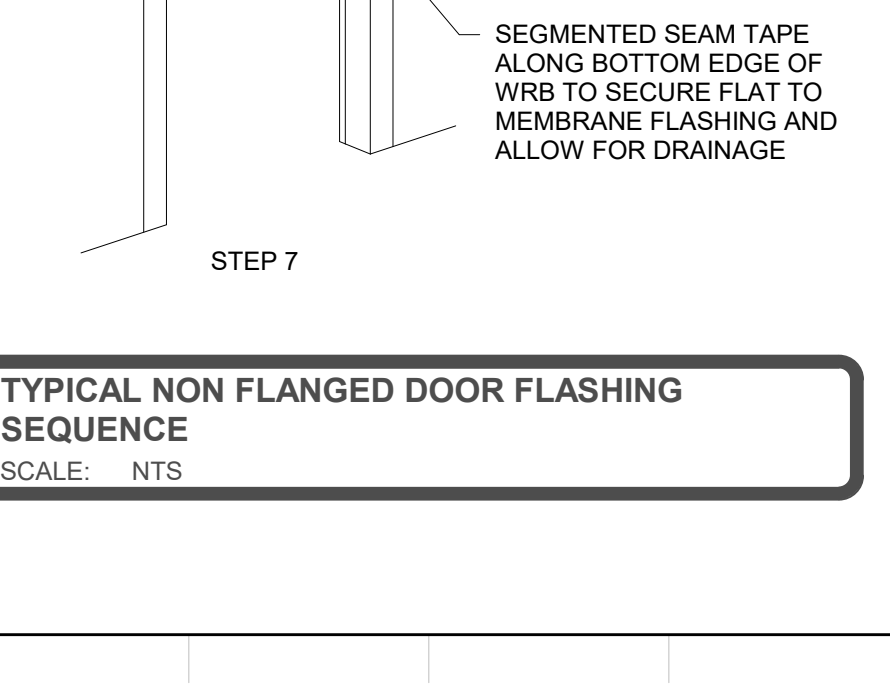 SEGMENTED SEAM TAPE
ALONG BOTTOM EDGE OF
WRB TO SECURE FLAT TO
MEMBRANE FLASHING AND
ALLOW FOR DRAINAGE
STEP 7
TYPICAL NON FLANGED DOOR FLASHING
SEQUENCE
SCALE: NTS